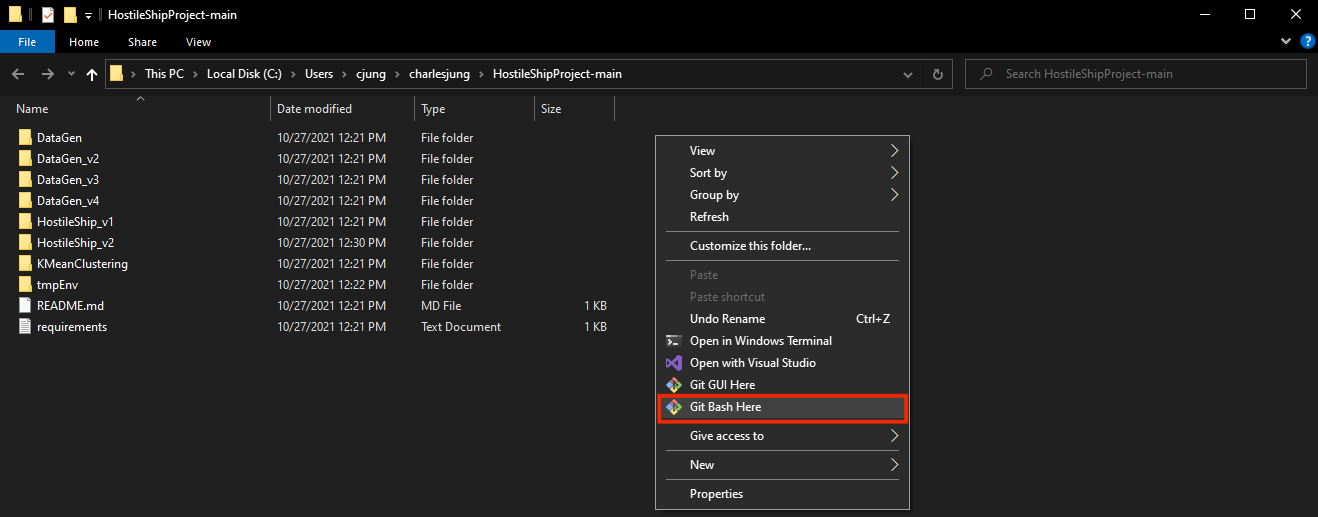 HostileShipProject-main
File Home Share View
This PC Local Disk (C:) Users cjung charlesjung HostileShipProject-main
Search HostileShipProject-main
Name Date modified Type Size
DataGen 10/27/2021 12:21 PM File folder
DataGen_v2 10/27/2021 12:21 PM File folder
DataGen_v3 10/27/2021 12:21 PM File folder
DataGen_v4 10/27/2021 12:21 PM File folder
HostileShip_v1 10/27/2021 12:21 PM File folder
HostileShip_v2 10/27/2021 12:30 PM File folder
KMeanClustering 10/27/2021 12:21 PM File folder
tmpEnv 10/27/2021 12:22 PM File folder
README.md 10/27/2021 12:21 PM MD File 1 KB
requirements 10/27/2021 12:21 PM Text Document 1 KB
View
Sort by
Group by
Refresh
Customize this folder...
Paste
Paste shortcut
Undo Rename Ctrl+Z
Open in Windows Terminal
Open with Visual Studio
Git GUI Here
Git Bash Here
Give access to
New
Properties